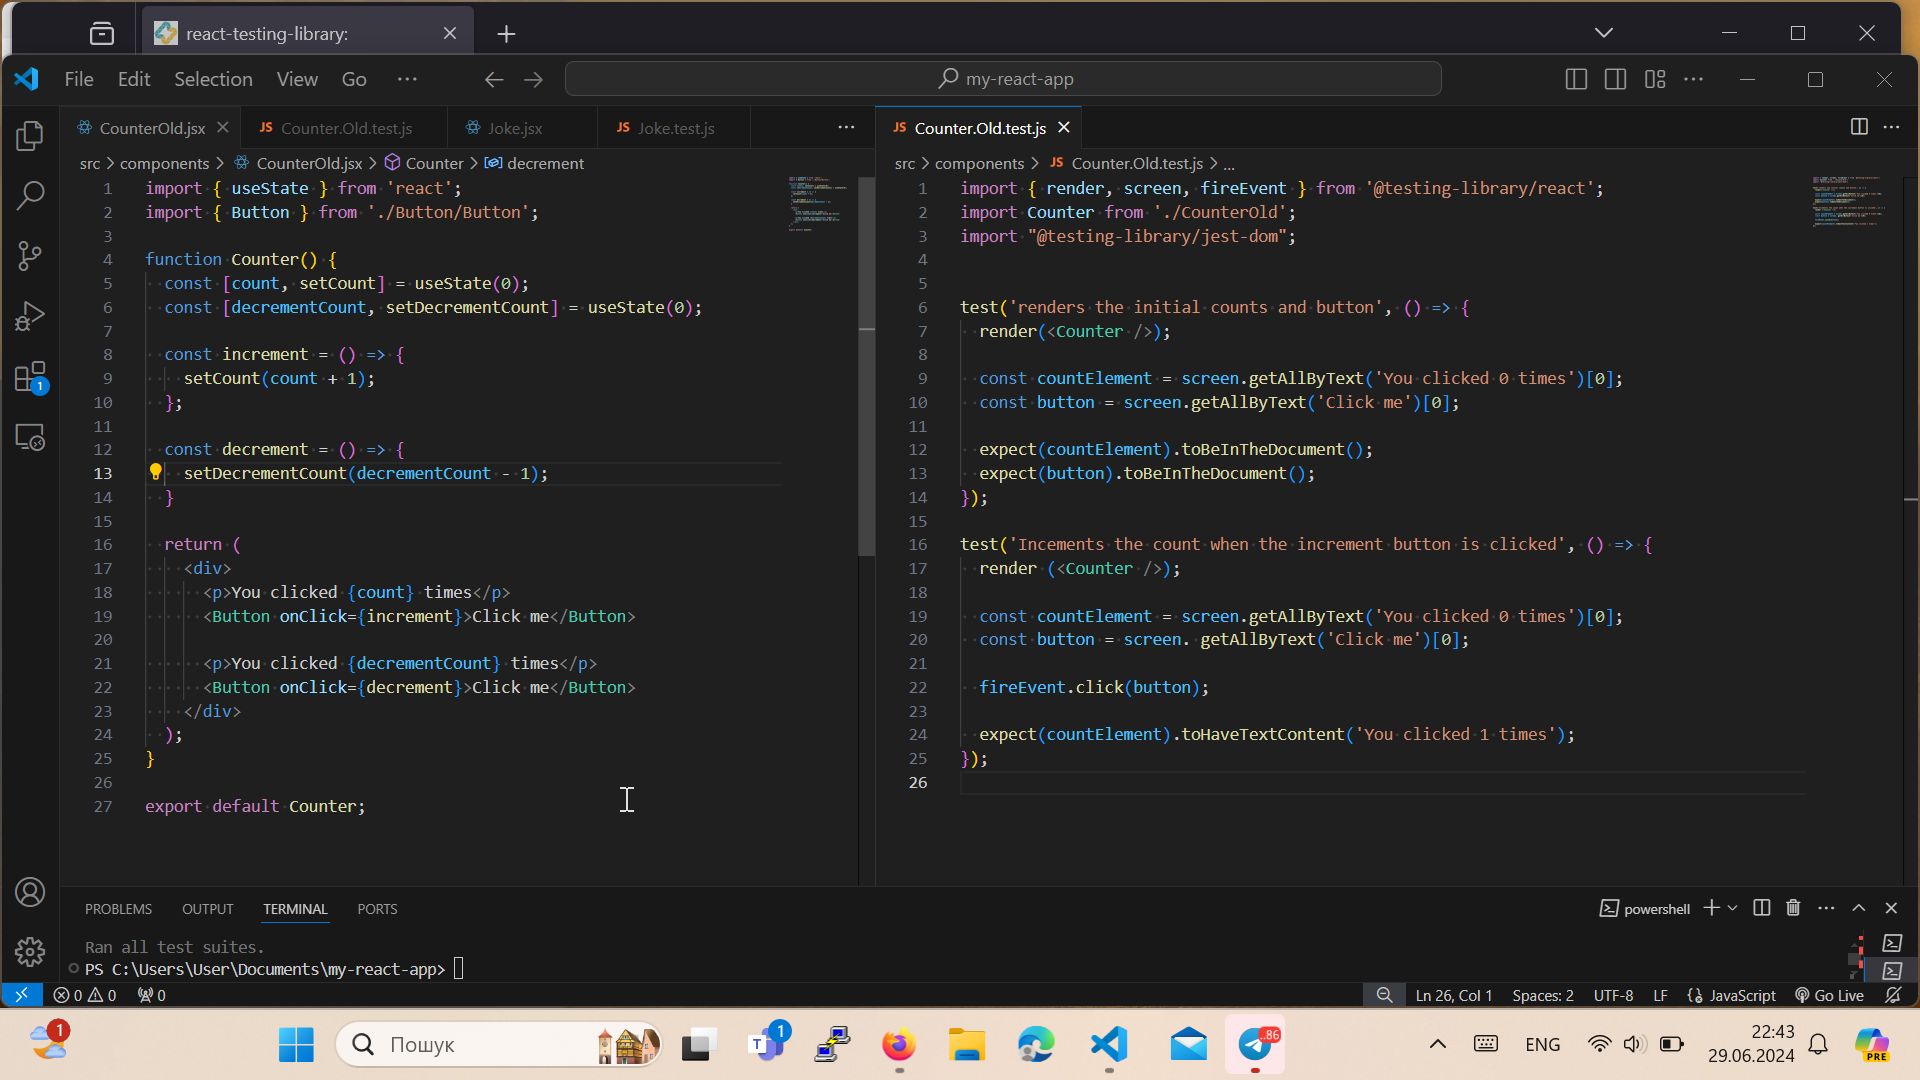 react-testing-library:
File Edit Selection View Go ··· my-react-app
CounterOld.jsx JS Counter.Old.test.js Joke.jsx JS Joke.test.js ···
src > components > CounterOld.jsx > Counter > decrement
1 import { useState } from 'react';
2 import { Button } from './Button/Button';
3
4 function Counter() {
5 const [count, setCount] = useState(0);
6 const [decrementCount, setDecrementCount] = useState(0);
7
8 const increment = () => {
9 setCount(count + 1);
10 };
11
12 const decrement = () => {
13 setDecrementCount(decrementCount - 1);
14 }
15
16 return (
17 <div>
18 <p>You clicked {count} times</p>
19 <Button onClick={increment}>Click me</Button>
20
21 <p>You clicked {decrementCount} times</p>
22 <Button onClick={decrement}>Click me</Button>
23 </div>
24 );
25 }
26
27 export default Counter;
JS Counter.Old.test.js ···
src > components > JS Counter.Old.test.js > ...
1 import { render, screen, fireEvent } from '@testing-library/react';
2 import Counter from './CounterOld';
3 import "@testing-library/jest-dom";
4
5
6 test('renders the initial counts and button', () => {
7 render(<Counter />);
8
9 const countElement = screen.getAllByText('You clicked 0 times')[0];
10 const button = screen.getAllByText('Click me')[0];
11
12 expect(countElement).toBeInTheDocument();
13 expect(button).toBeInTheDocument();
14 });
15
16 test('Incements the count when the increment button is clicked', () => {
17 render (<Counter />);
18
19 const countElement = screen.getAllByText('You clicked 0 times')[0];
20 const button = screen. getAllByText('Click me')[0];
21
22 fireEvent.click(button);
23
24 expect(countElement).toHaveTextContent('You clicked 1 times');
25 });
26
1
PROBLEMS OUTPUT TERMINAL PORTS powershell ···
Ran all test suites.
PS C:\Users\User\Documents\my-react-app>
0 0 0 Ln 26, Col 1 Spaces: 2 UTF-8 LF {} JavaScript Go Live
1 Пошук T 1 ..86 ENG 22:43 PRE
29.06.2024